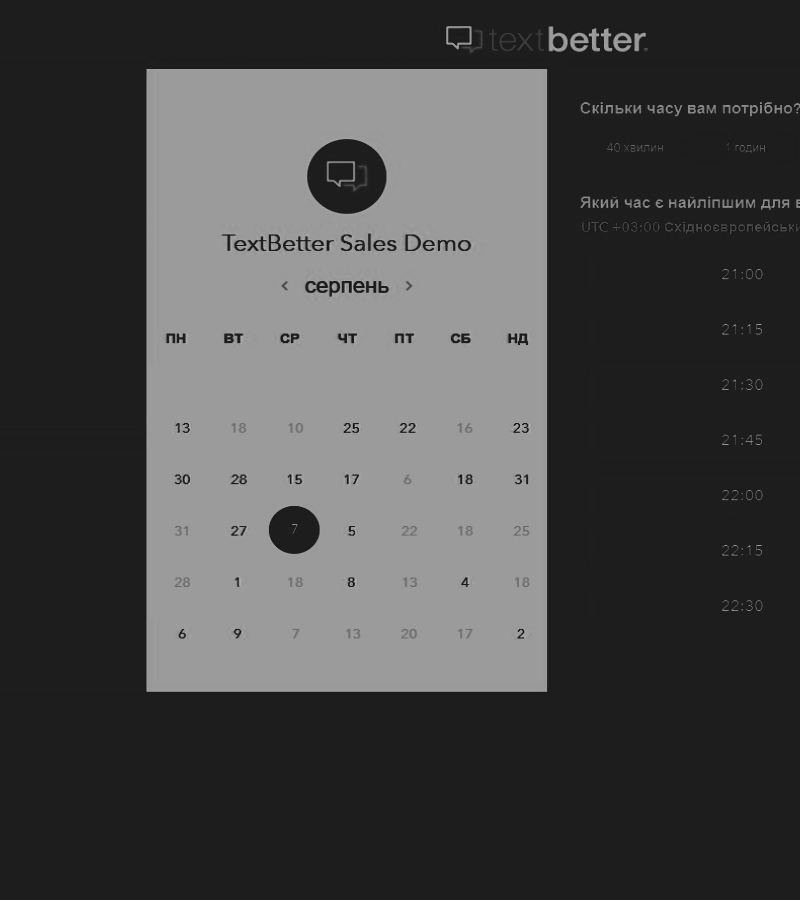 textbetter.
TextBetter Sales Demo
< серпень >
ПН ВТ СР ЧТ ПТ СБ НД
13 18 10 25 22 16 23
30 28 15 17 6 18 31
31 27 7 5 22 18 25
28 1 18 8 13 4 18
6 9 7 13 20 17 2
Скільки часу вам потрібно?
40 хвилин 1 годин
Який час є найліпшим для в
UTC +03:00 Східноєвропейськи
21:00
21:15
21:30
21:45
22:00
22:15
22:30